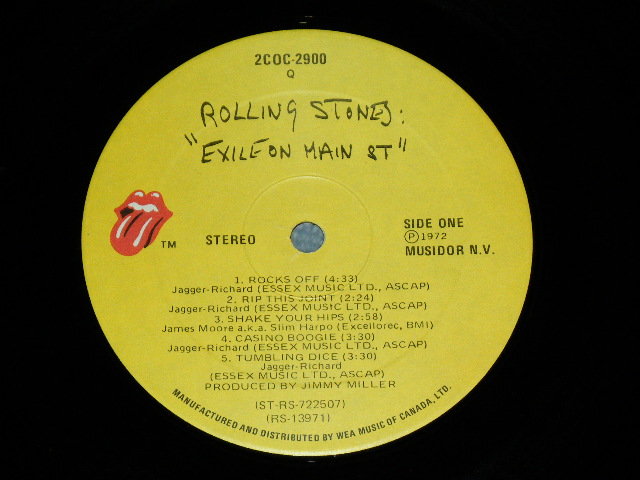 2COC-2900
Q
ROLLING STONES:
"EXILE ON MAIN ST"
TM
STEREO
SIDE ONE
Ⓟ1972
MUSIDOR N.V.
1. ROCKS OFF (4:33)
Jagger-Richard (ESSEX MUSIC LTD., ASCAP)
2. RIP THIS JOINT (2:24)
Jagger-Richard (ESSEX MUSIC LTD., ASCAP)
3. SHAKE YOUR HIPS (2:58)
James Moore a.k.a. Slim Harpo (Excellorec, BMI)
4. CASINO BOOGIE (3:30)
Jagger-Richard (ESSEX MUSIC LTD., ASCAP)
5. TUMBLING DICE (3:30)
Jagger-Richard
(ESSEX MUSIC LTD., ASCAP)
PRODUCED BY JIMMY MILLER
(ST-RS-722507)
(RS-13971)
MANUFACTURED AND DISTRIBUTED BY WEA MUSIC OF CANADA, LTD.